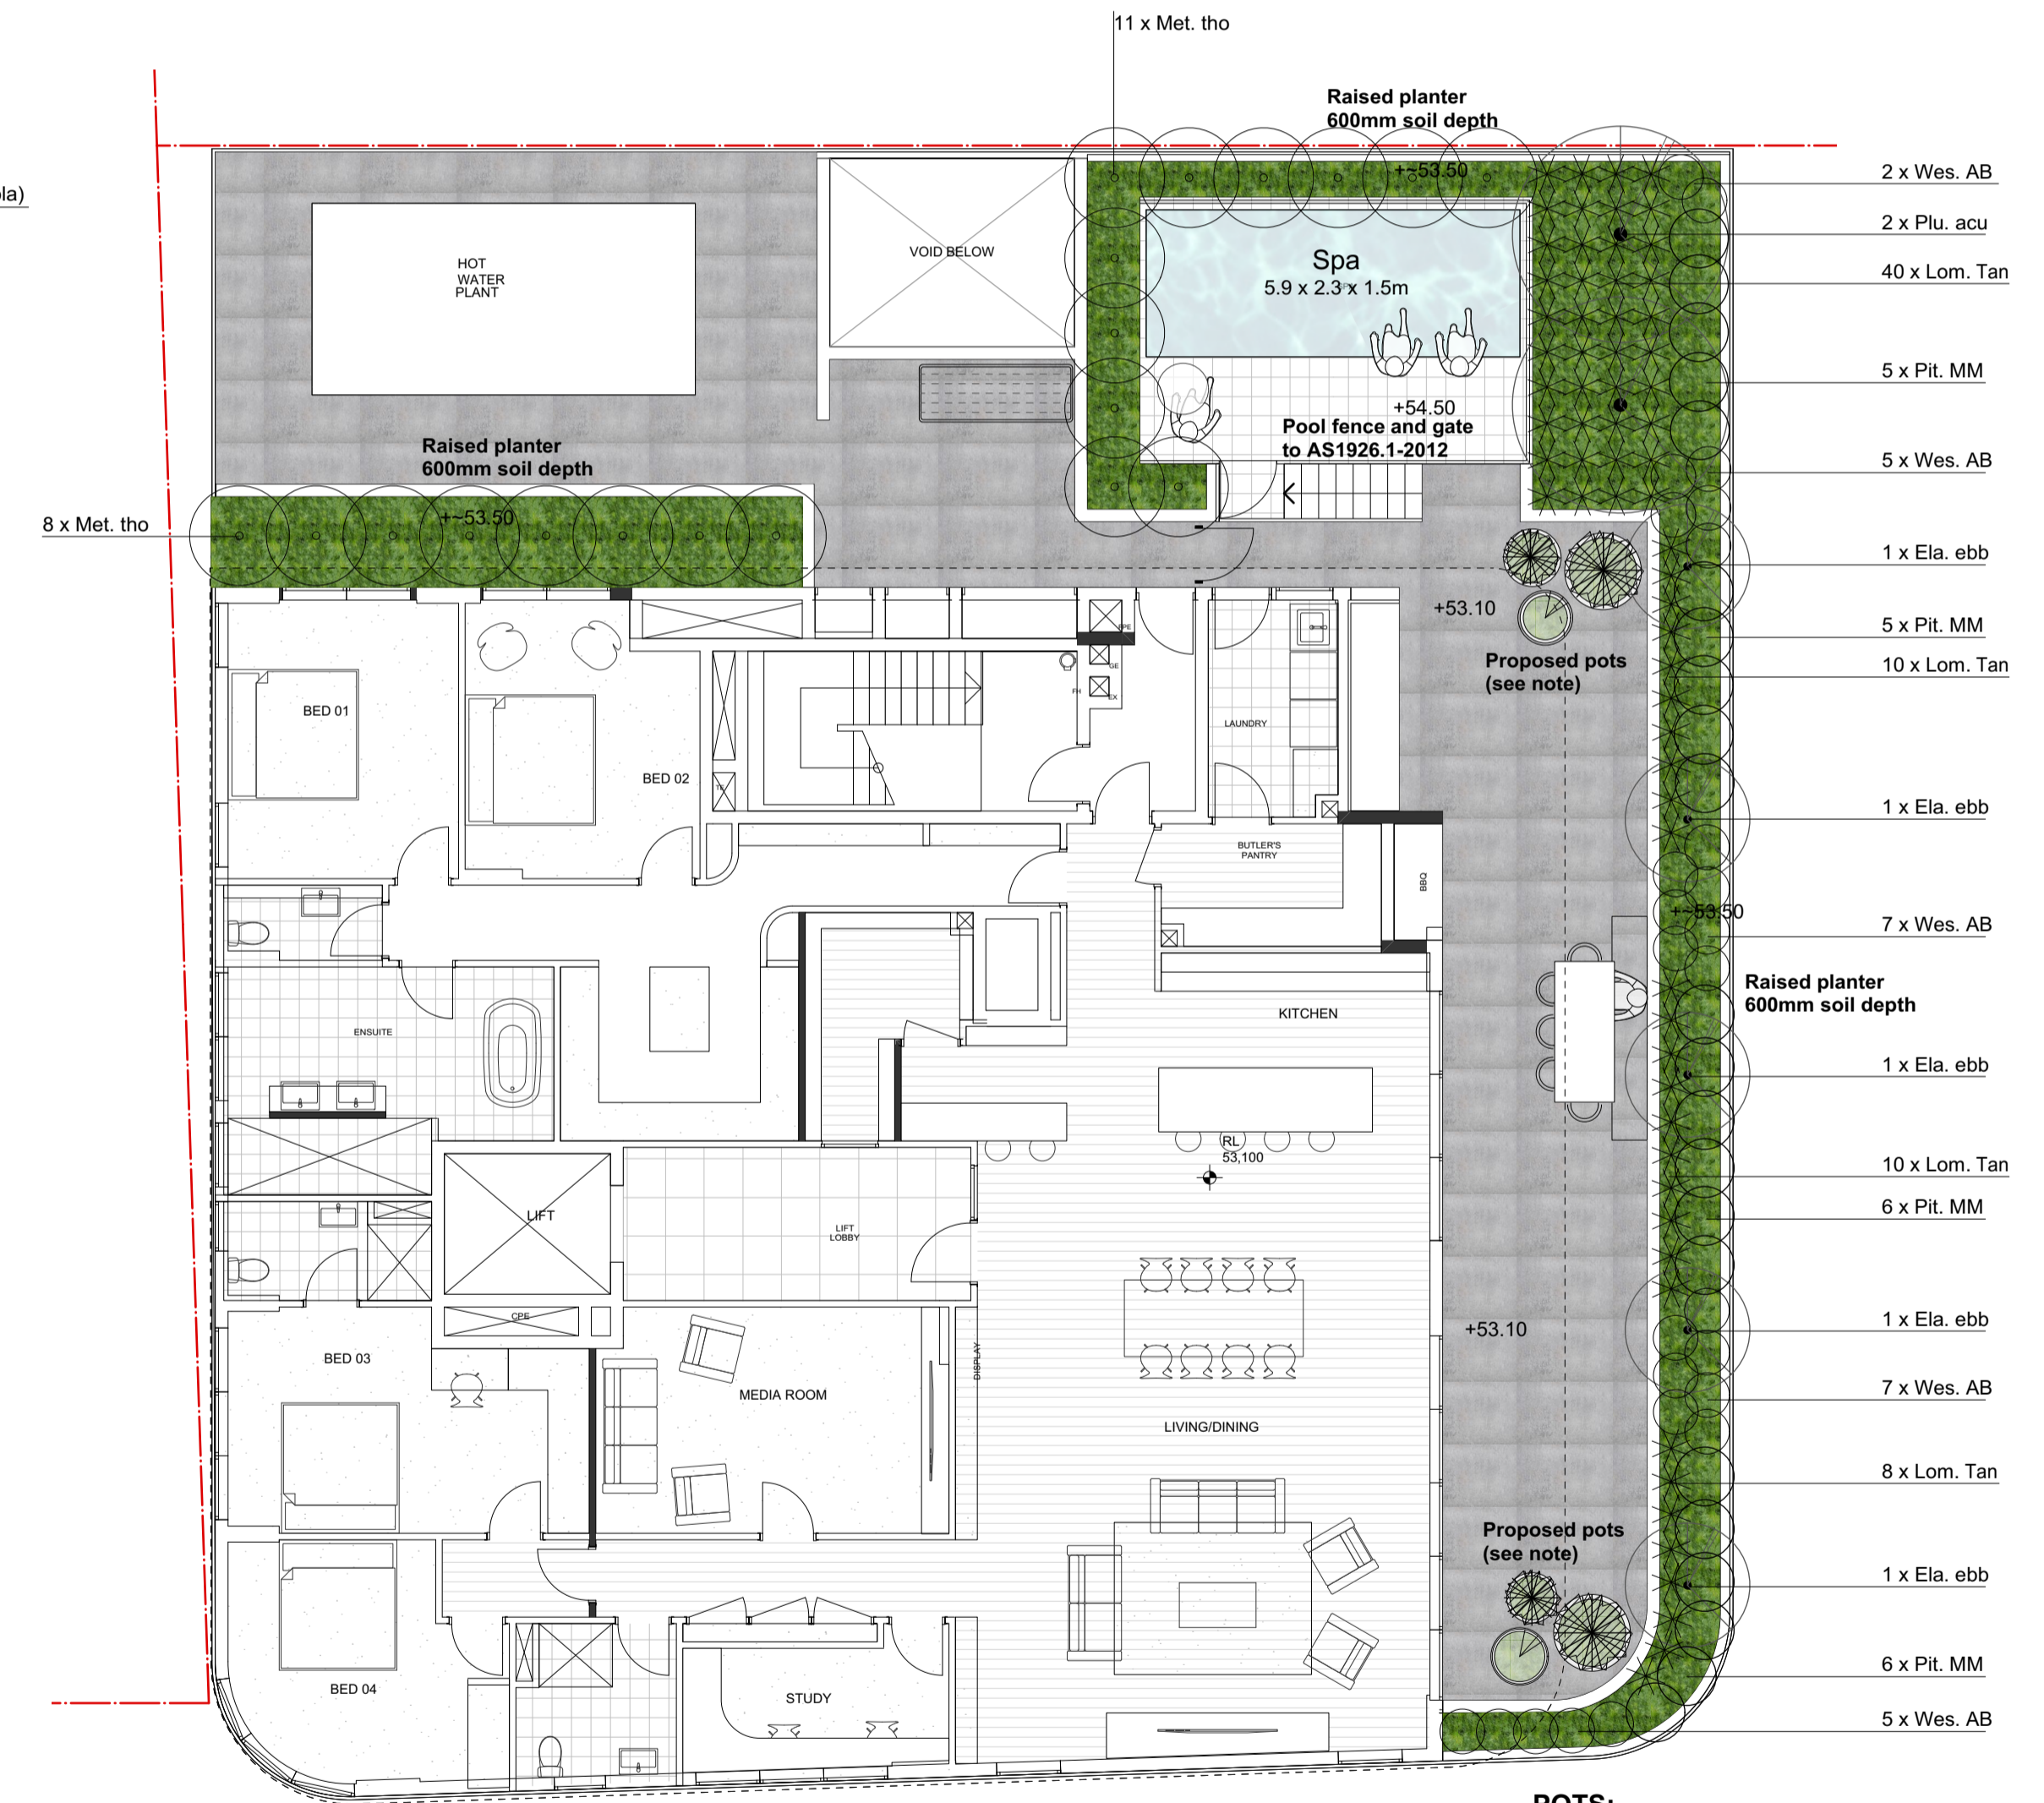 11 x Met. tho
Raised planter
600mm soil depth
+~53.50
2 x Wes. AB
ola)
2 x Plu. acu
VOID BELOW
Spa
5.9 x 2.3 x 1.5m
HOT
WATER
PLANT
40 x Lom. Tan
5 x Pit. MM
+54.50
Pool fence and gate
to AS1926.1-2012
Raised planter
600mm soil depth
5 x Wes. AB
+~53.50
8 x Met. tho
1 x Ela. ebb
+53.10
5 x Pit. MM
Proposed pots
(see note)
10 x Lom. Tan
GE
FH
EX
BED 01
LAUNDRY
BED 02
1 x Ela. ebb
BUTLER'S
PANTRY
BBQ
+~53.50
7 x Wes. AB
Raised planter
600mm soil depth
KITCHEN
ENSUITE
1 x Ela. ebb
RL
53,100
10 x Lom. Tan
6 x Pit. MM
LIFT
LIFT
LOBBY
CPE
1 x Ela. ebb
+53.10
BED 03
DISPLAY
MEDIA ROOM
7 x Wes. AB
LIVING/DINING
8 x Lom. Tan
Proposed pots
(see note)
1 x Ela. ebb
6 x Pit. MM
BED 04
STUDY
5 x Wes. AB
POTS: